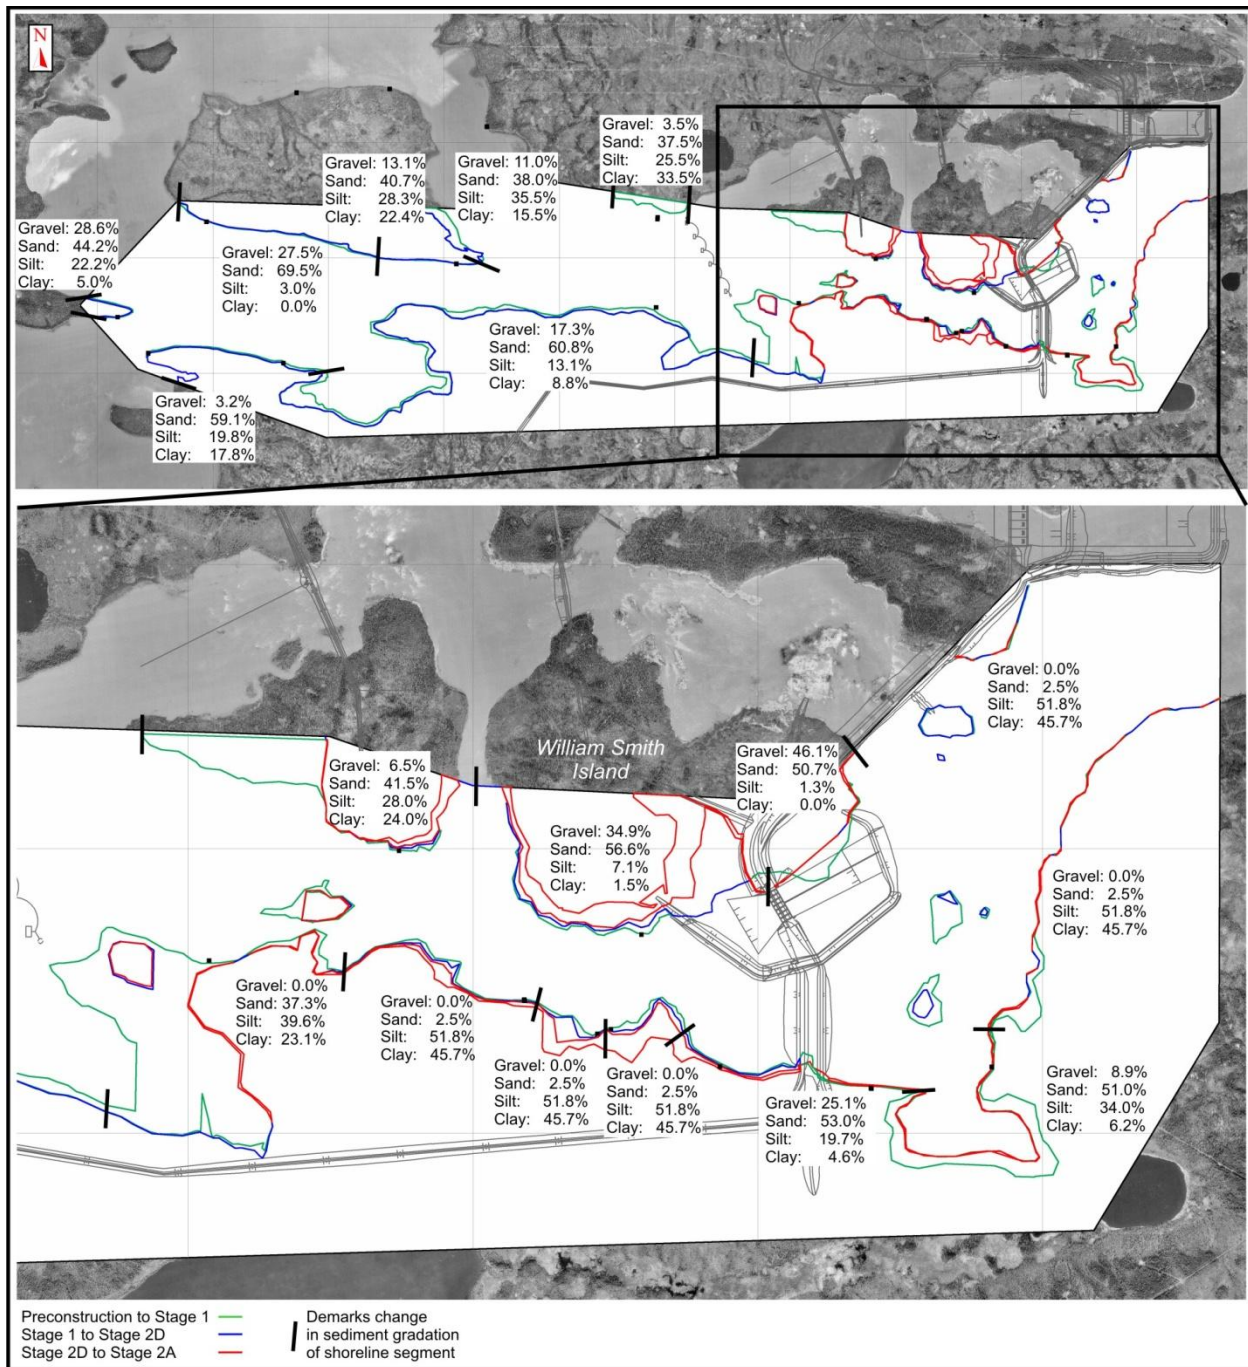 N
Gravel: 3.5%
Sand: 37.5%
Silt: 25.5%
Clay: 33.5%
Gravel: 13.1%
Sand: 40.7%
Silt: 28.3%
Clay: 22.4%
Gravel: 11.0%
Sand: 38.0%
Silt: 35.5%
Clay: 15.5%
Gravel: 28.6%
Sand: 44.2%
Silt: 22.2%
Clay: 5.0%
Gravel: 27.5%
Sand: 69.5%
Silt: 3.0%
Clay: 0.0%
Gravel: 17.3%
Sand: 60.8%
Silt: 13.1%
Clay: 8.8%
Gravel: 3.2%
Sand: 59.1%
Silt: 19.8%
Clay: 17.8%
Gravel: 0.0%
Sand: 2.5%
Silt: 51.8%
Clay: 45.7%
William Smith
Island
Gravel: 6.5%
Sand: 41.5%
Silt: 28.0%
Clay: 24.0%
Gravel: 46.1%
Sand: 50.7%
Silt: 1.3%
Clay: 0.0%
Gravel: 34.9%
Sand: 56.6%
Silt: 7.1%
Clay: 1.5%
Gravel: 0.0%
Sand: 2.5%
Silt: 51.8%
Clay: 45.7%
Gravel: 0.0%
Sand: 37.3%
Silt: 39.6%
Clay: 23.1%
Gravel: 0.0%
Sand: 2.5%
Silt: 51.8%
Clay: 45.7%
Gravel: 0.0%
Sand: 2.5%
Silt: 51.8%
Clay: 45.7%
Gravel: 0.0%
Sand: 2.5%
Silt: 51.8%
Clay: 45.7%
Gravel: 25.1%
Sand: 53.0%
Silt: 19.7%
Clay: 4.6%
Gravel: 8.9%
Sand: 51.0%
Silt: 34.0%
Clay: 6.2%
Preconstruction to Stage 1
Stage 1 to Stage 2D
Stage 2D to Stage 2A
Demarks change
in sediment gradation
of shoreline segment